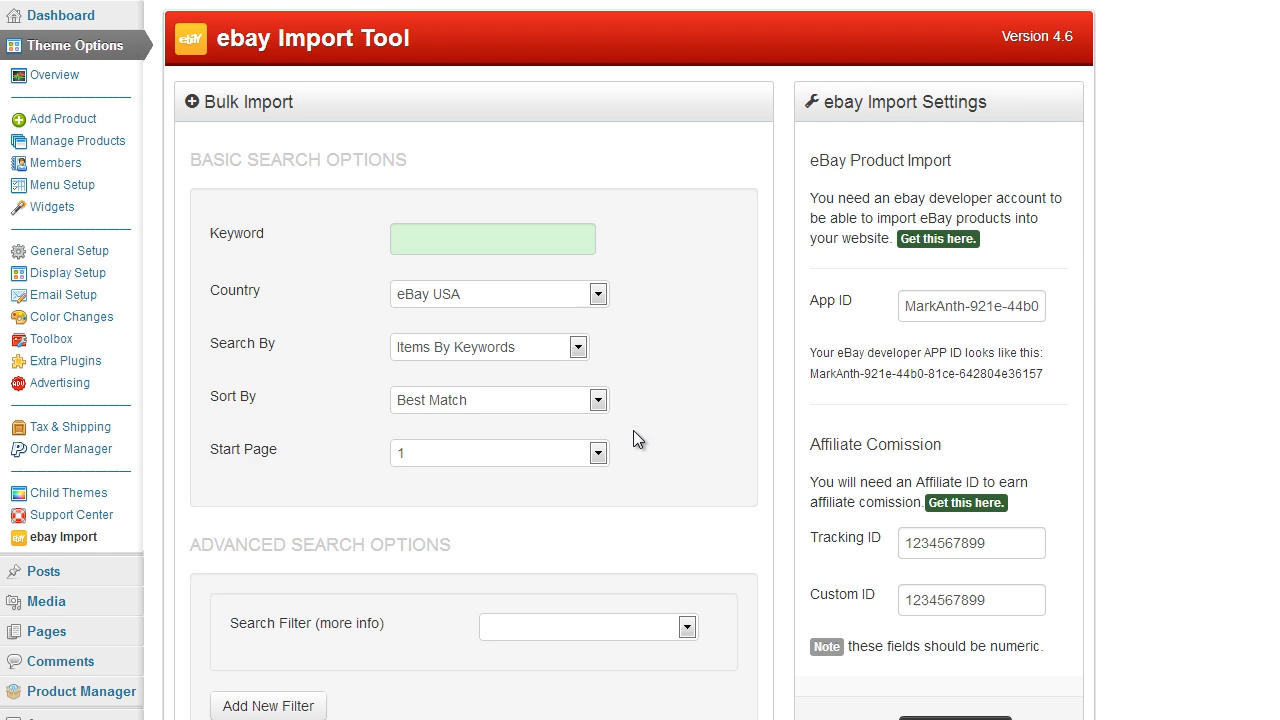 Dashboard
Theme Options
Overview
Add Product
Manage Products
Members
Menu Setup
Widgets
General Setup
Display Setup
Email Setup
Color Changes
Toolbox
Extra Plugins
Advertising
Tax & Shipping
Order Manager
Child Themes
Support Center
ebay Import
Posts
Media
Pages
Comments
Product Manager
ebay Import Tool
Version 4.6
Bulk Import
BASIC SEARCH OPTIONS
Keyword
Country
eBay USA
Search By
Items By Keywords
Sort By
Best Match
Start Page
1
ADVANCED SEARCH OPTIONS
Search Filter (more info)
Add New Filter
ebay Import Settings
eBay Product Import
You need an ebay developer account to
be able to import eBay products into
your website. Get this here.
App ID
MarkAnth-921e-44b0
Your eBay developer APP ID looks like this:
MarkAnth-921e-44b0-81ce-642804e36157
Affiliate Comission
You will need an Affiliate ID to earn
affiliate comission. Get this here.
Tracking ID
1234567899
Custom ID
1234567899
Note these fields should be numeric.